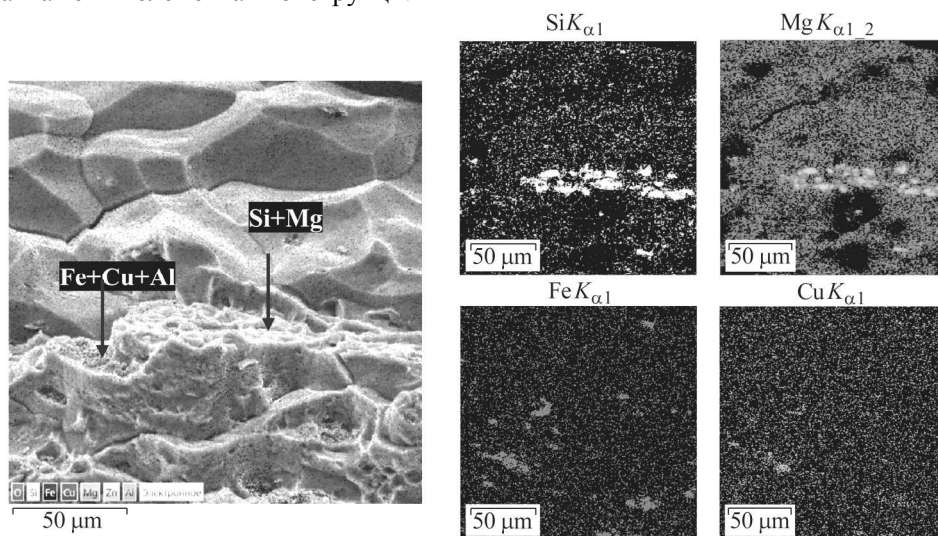 SiKα1
MgKα1_2
Si+Mg
Fe+Cu+Al
50 μm
50 μm
FeKα1
CuKα1
O Si Fe Cu Mg Zn Al Электронное
50 μm
50 μm
50 μm